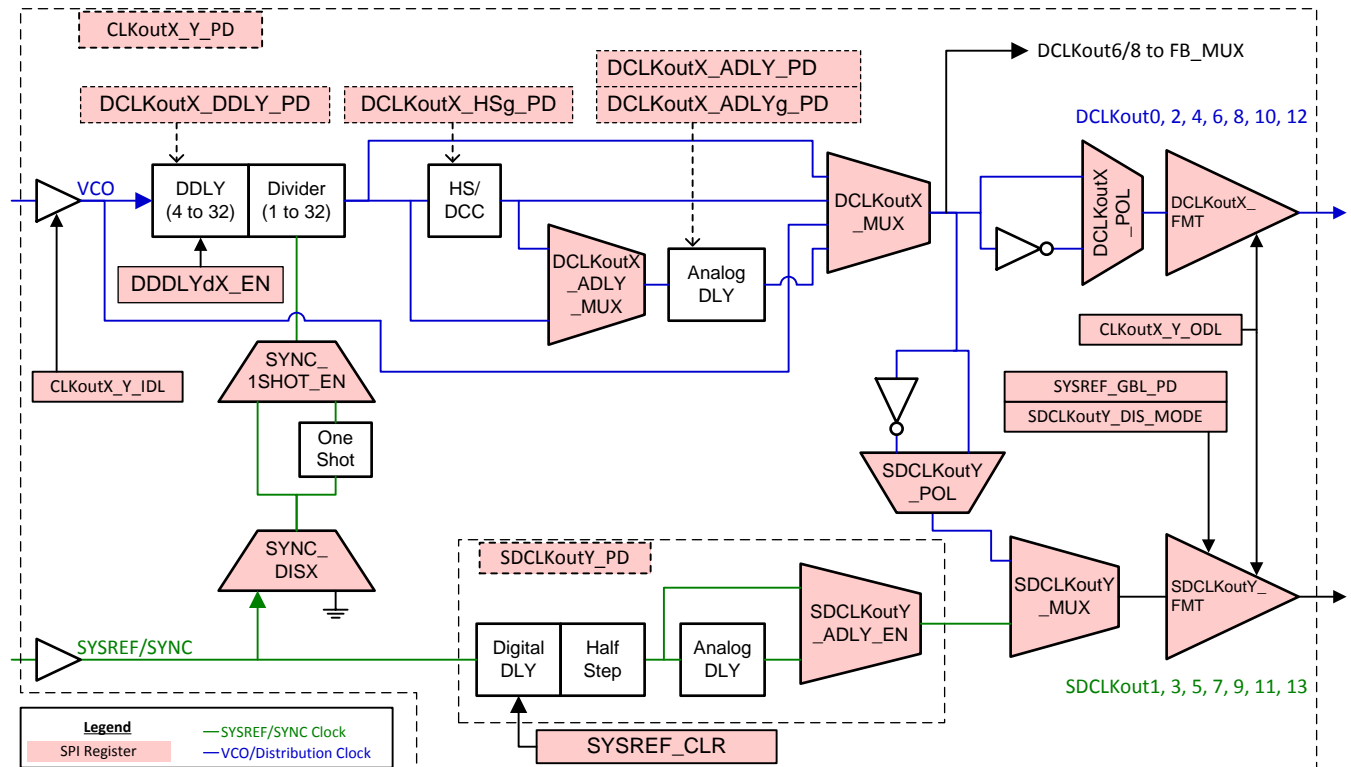 CLKoutX_Y_PD
DCLKoutX_DDLY_PD
DCLKoutX_HSg_PD
DCLKoutX_ADLY_PD
DCLKoutX_ADLYg_PD
DCLKout6/8 to FB_MUX
DCLKout0, 2, 4, 6, 8, 10, 12
VCO
DDLY
(4 to 32)
Divider
(1 to 32)
HS/
DCC
DCLKoutX
_ADLY
_MUX
Analog
DLY
DCLKoutX
_MUX
DCLKoutX
_POL
DCLKoutX_
FMT
DDDLYdX_EN
CLKoutX_Y_IDL
SYNC_
1SHOT_EN
One
Shot
SYNC_
DISX
CLKoutX_Y_ODL
SYSREF_GBL_PD
SDCLKoutY_DIS_MODE
SDCLKoutY
_POL
SDCLKoutY_PD
SYSREF/SYNC
Digital
DLY
Half
Step
Analog
DLY
SDCLKoutY
_ADLY_EN
SDCLKoutY
_MUX
SDCLKoutY_
FMT
SDCLKout1, 3, 5, 7, 9, 11, 13
SYSREF_CLR
Legend
SPI Register
SYSREF/SYNC Clock
VCO/Distribution Clock